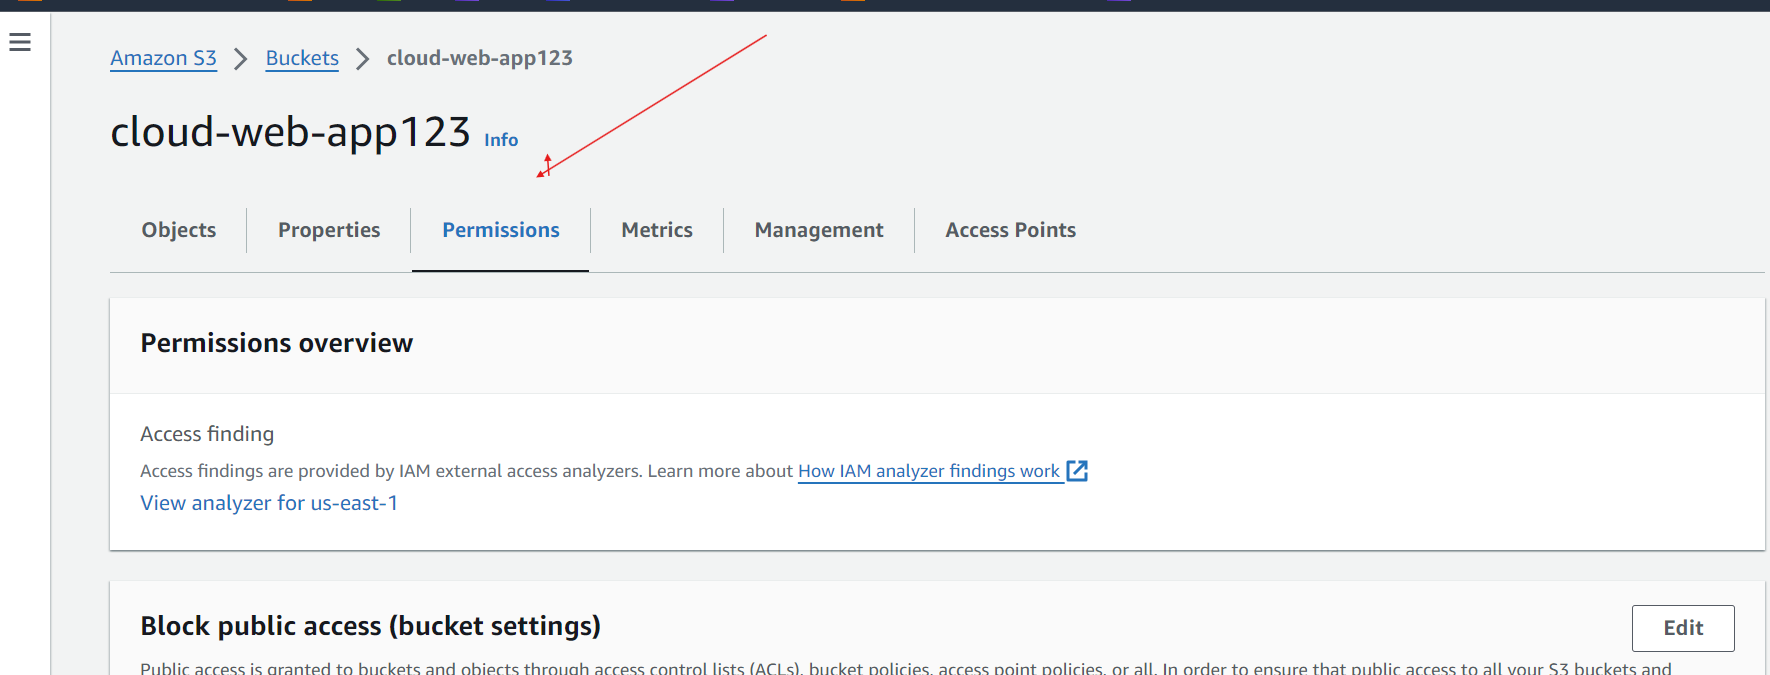 Amazon S3 > Buckets > cloud-web-app123
cloud-web-app123 Info
Objects Properties Permissions Metrics Management Access Points
Permissions overview
Access finding
Access findings are provided by IAM external access analyzers. Learn more about How IAM analyzer findings work
View analyzer for us-east-1
Block public access (bucket settings) Edit
Public access is granted to buckets and objects through access control lists (ACLs), bucket policies, access point policies, or all. In order to ensure that public access to all your S3 buckets and